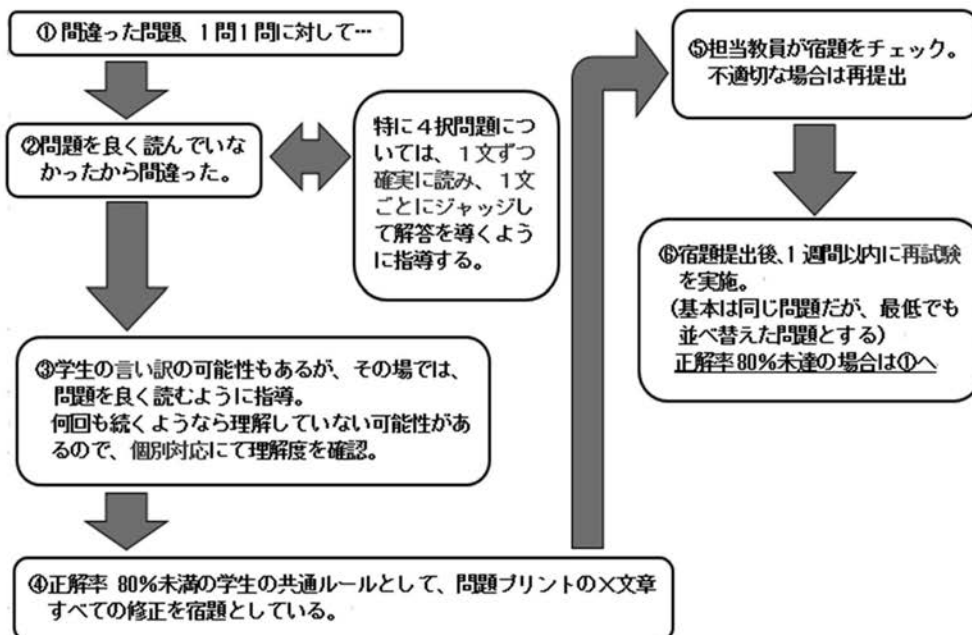 ①間違った問題、1問1問に対して…
②問題を良く読んでいな
かったから間違った。
特に4択問題につ
いては、1文ずつ
確実に読み、1文
ごとにジャッジし
て解答を導くよう
に指導する。
③学生の言い訳の可能性もあるが、その場では、
問題を良く読むように指導。
何回も続くようなら理解していない可能性があ
るので、個別対応にて理解度を確認。
④正解率 80%未満の学生の共通ルールとして、問題プリントの×文章
すべての修正を宿題としている。
⑤担当教員が宿題をチェック。
不適切な場合は再提出
⑥宿題提出後、1週間以内に再試験
を実施。
(基本は同じ問題だが、最低でも
並べ替えた問題とする)
正解率80%未達の場合は①へ